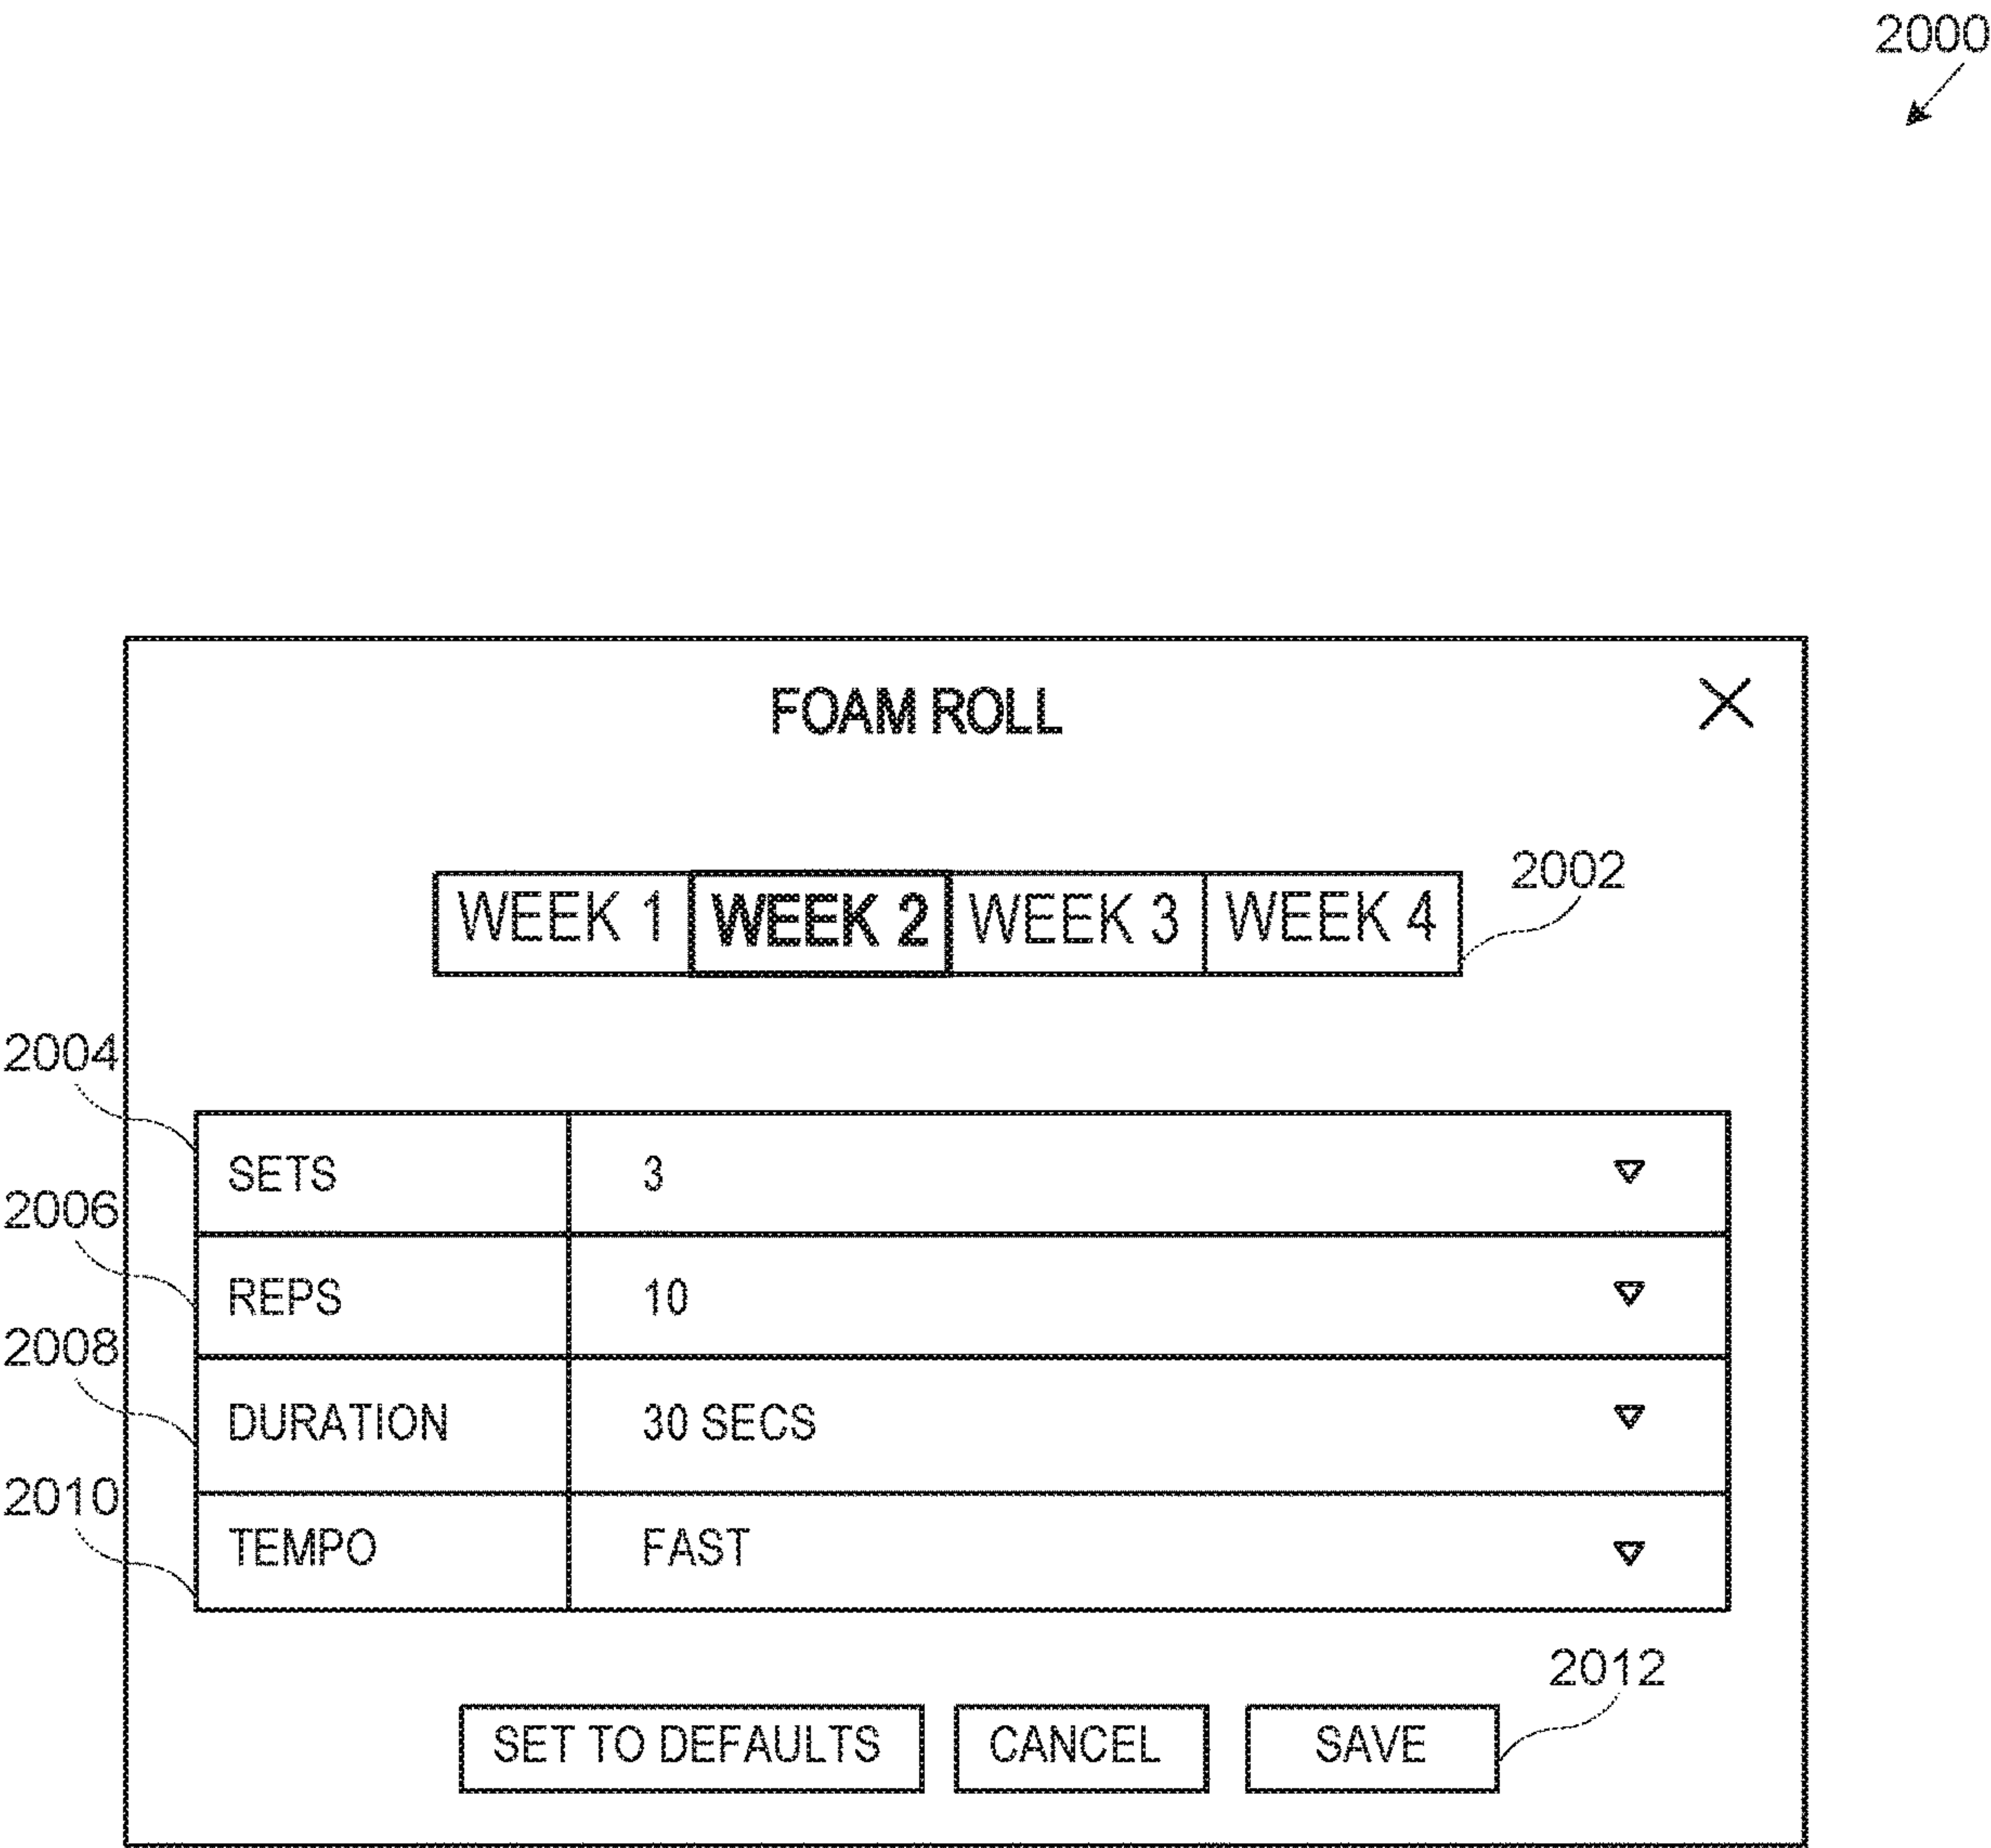 2000
FOAM ROLL
WEEK 1 WEEK 2 WEEK 3 WEEK 4
2002
2004
SETS 3
2006
REPS 10
2008
DURATION 30 SECS
2010
TEMPO FAST
2012
SET TO DEFAULTS CANCEL SAVE